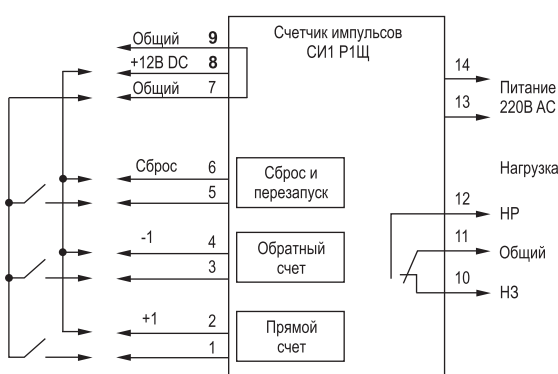 Счетчик импульсов
СИ1 Р1Щ
Общий 9
+12В DC 8
Общий 7
Сброс 6
5
Сброс и
перезапуск
-1 4
3
Обратный
счет
+1 2
1
Прямой
счет
14
13
Питание
220В AC
Нагрузка
12 НР
11 Общий
10 НЗ